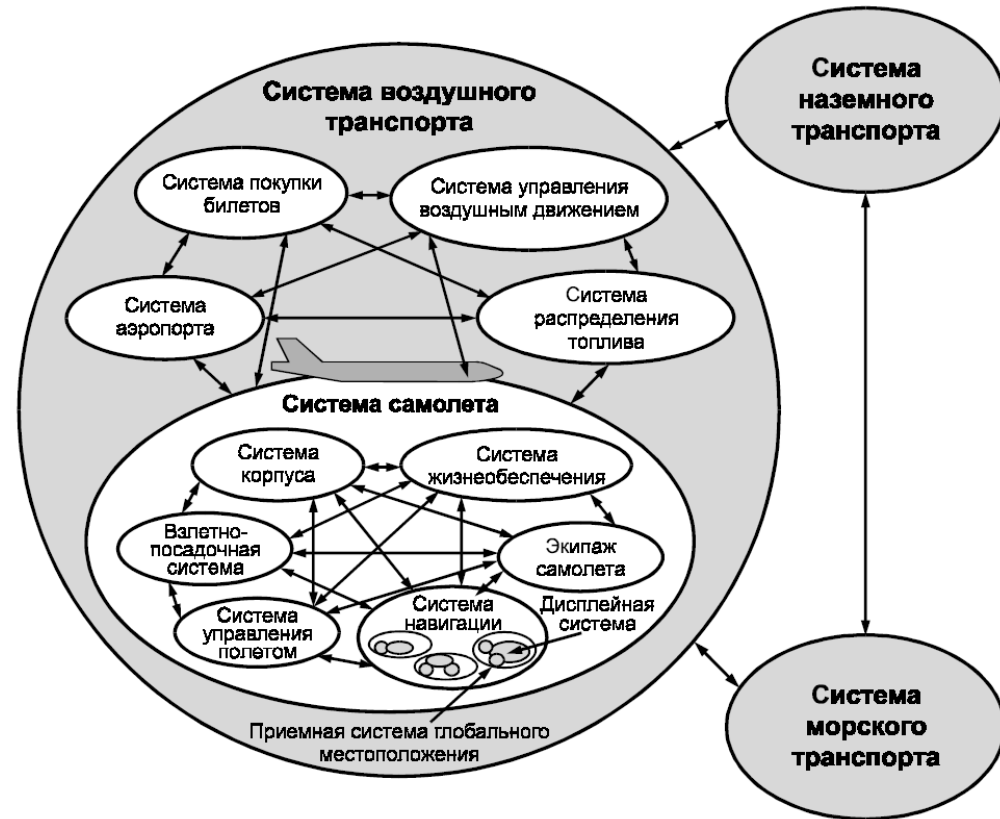 Система воздушного
транспорта
Система
наземного
транспорта
Система покупки
билетов
Система управления
воздушным движением
Система
аэропорта
Система
распределения
топлива
Система самолета
Система
корпуса
Система
жизнеобеспечения
Взлетно-
посадочная
система
Экипаж
самолета
Система
управления
полетом
Система
навигации
Дисплейная
система
Приемная система глобального
местоположения
Система
морского
транспорта